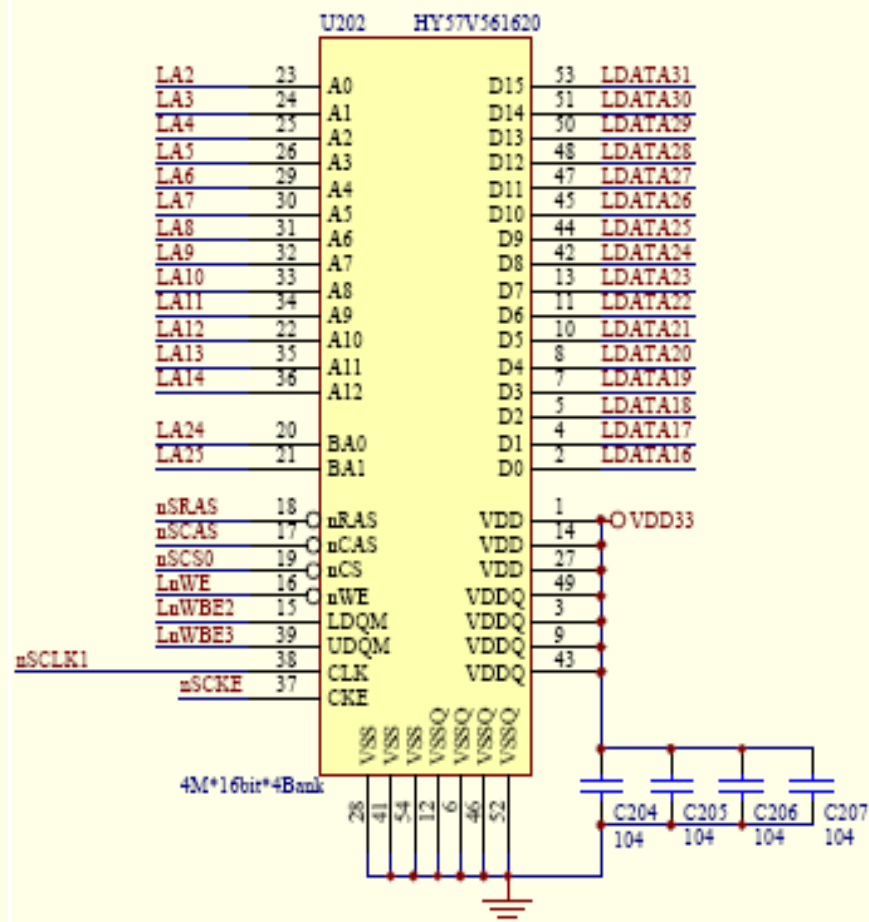 U202 HY57V561620
LA2 23 A0 D15 53 LDATA31
LA3 24 A1 D14 51 LDATA30
LA4 25 A2 D13 50 LDATA29
LA5 26 A3 D12 48 LDATA28
LA6 29 A4 D11 47 LDATA27
LA7 30 A5 D10 45 LDATA26
LA8 31 A6 D9 44 LDATA25
LA9 32 A7 D8 42 LDATA24
LA10 33 A8 D7 13 LDATA23
LA11 34 A9 D6 11 LDATA22
LA12 22 A10 D5 10 LDATA21
LA13 35 A11 D4 8 LDATA20
LA14 36 A12 D3 7 LDATA19
D2 5 LDATA18
LA24 20 BA0 D1 4 LDATA17
LA25 21 BA1 D0 2 LDATA16
nSRAS 18 nRAS VDD 1 VDD33
nSCAS 17 nCAS VDD 14
nSCS0 19 nCS VDD 27
LnWE 16 nWE VDDQ 49
LnWBE2 15 LDQM VDDQ 3
LnWBE3 39 UDQM VDDQ 9
nSCLK1 38 CLK VDDQ 43
nSCKE 37 CKE
VSS VSS VSS VSSQ VSSQ VSSQ VSSQ
4M*16bit*4Bank
28 41 54 12 6 46 52
C204 C205 C206 C207
104 104 104 104